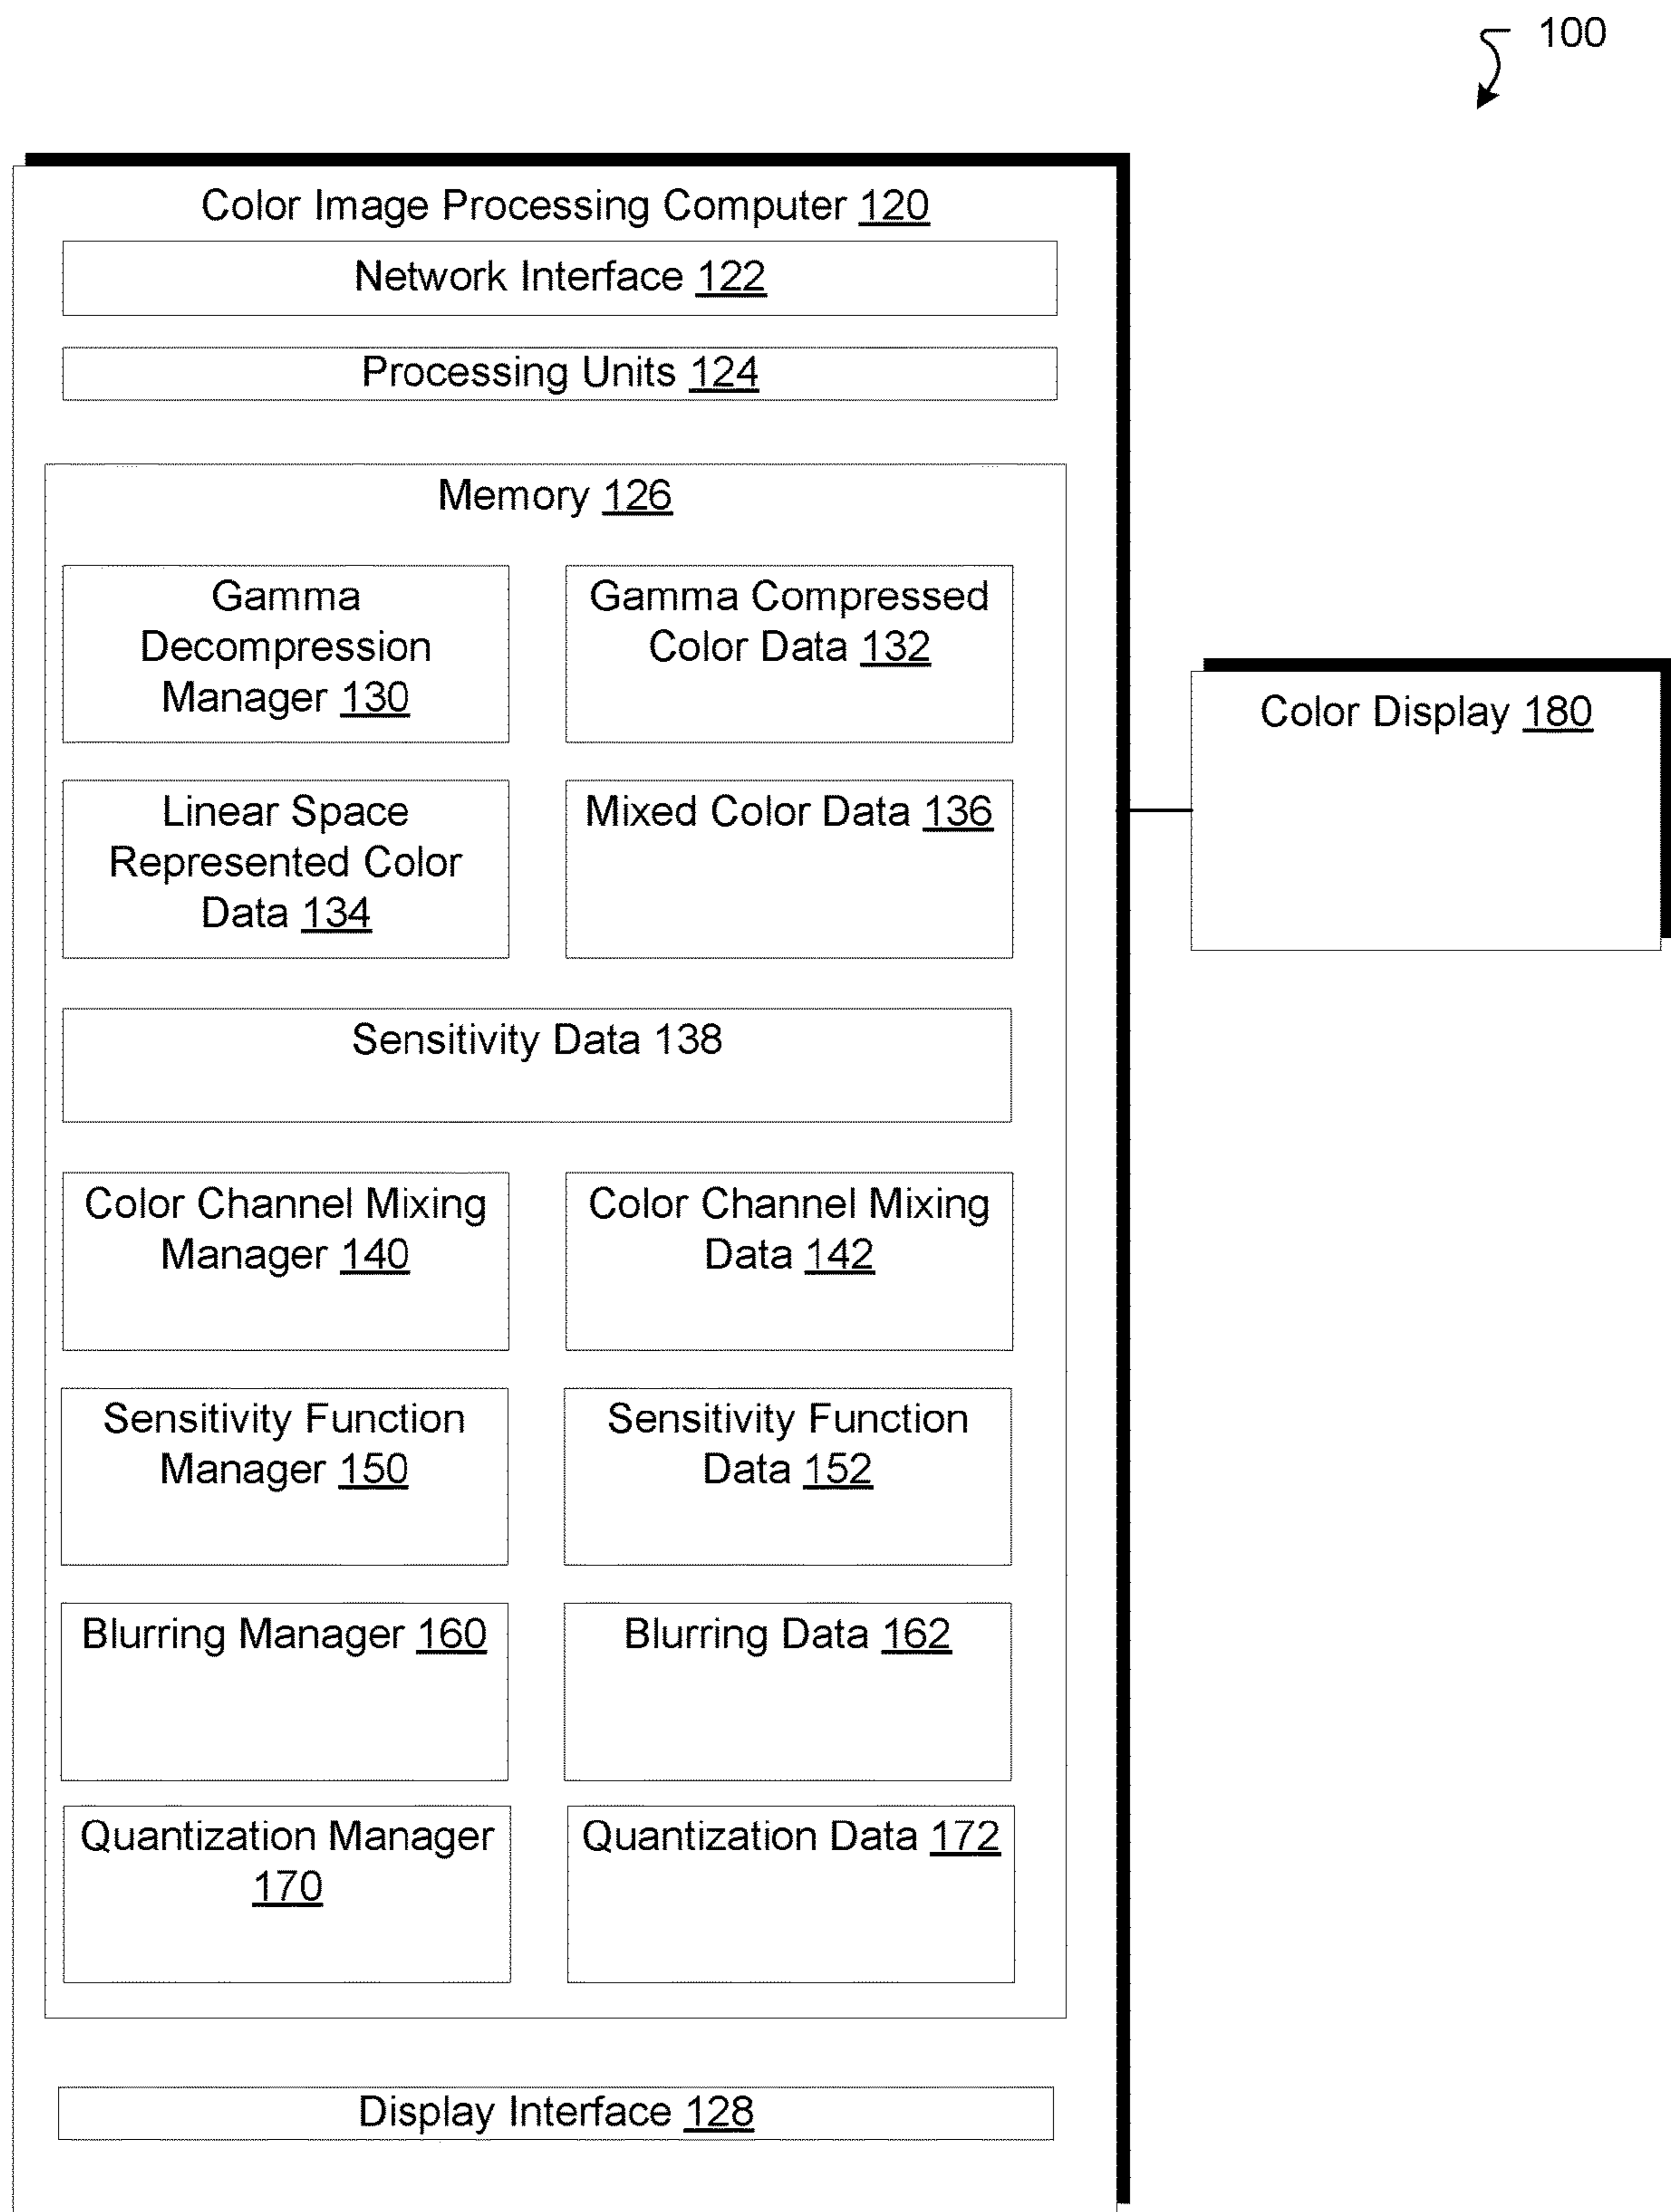 100
Color Image Processing Computer 120
Network Interface 122
Processing Units 124
Memory 126
Gamma
Decompression
Manager 130
Gamma Compressed
Color Data 132
Linear Space
Represented Color
Data 134
Mixed Color Data 136
Sensitivity Data 138
Color Channel Mixing
Manager 140
Color Channel Mixing
Data 142
Sensitivity Function
Manager 150
Sensitivity Function
Data 152
Blurring Manager 160
Blurring Data 162
Quantization Manager
170
Quantization Data 172
Display Interface 128
Color Display 180